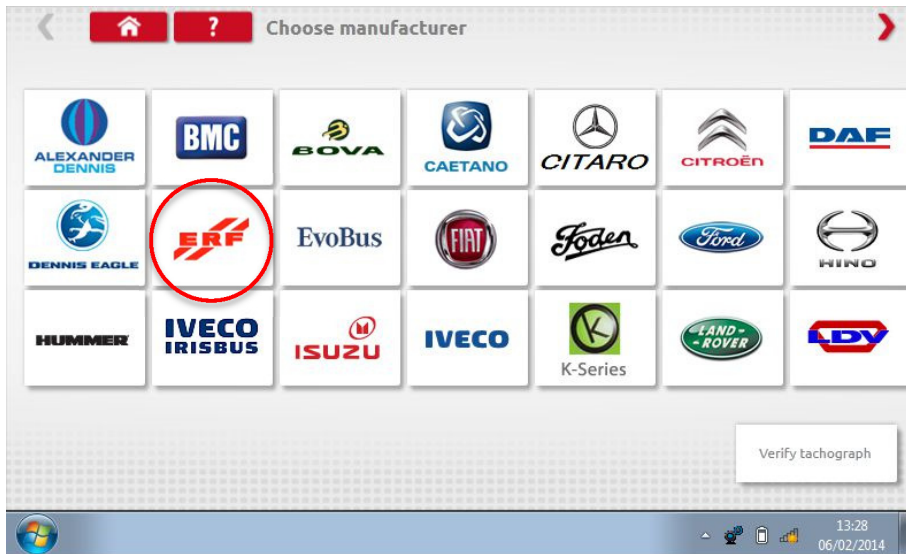 ?
Choose manufacturer
ALEXANDER
DENNIS
BMC
BOVA
CAETANO
CITARO
CITROËN
DAF
DENNIS EAGLE
ERF
EvoBus
FIAT
Foden
Ford
HINO
HUMMER
IVECO
IRISBUS
ISUZU
IVECO
K
K-Series
LAND-
-ROVER
LDV
Verify tachograph
13:28
06/02/2014